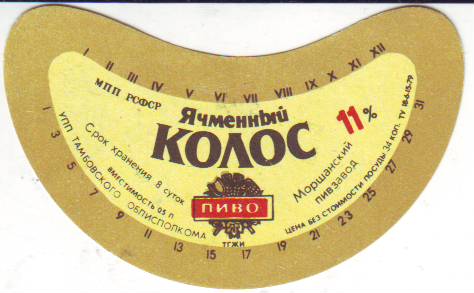 I II III IV V VI VII VIII IX X XI XII
МПП РСФСР
Ячменный
КОЛОС
11%
УПП ТАМБОВСКОГО ОБЛИСПОЛКОМА
Срок хранения 8 суток
вместимость 0,5 л
ПИВО
Моршанский
пивзавод
ЦЕНА БЕЗ СТОИМОСТИ ПОСУДЫ-34 КОП.
ТГЖИ
1 3 5 7 9 11 13 15 17 19 21 23 25 27 29 31